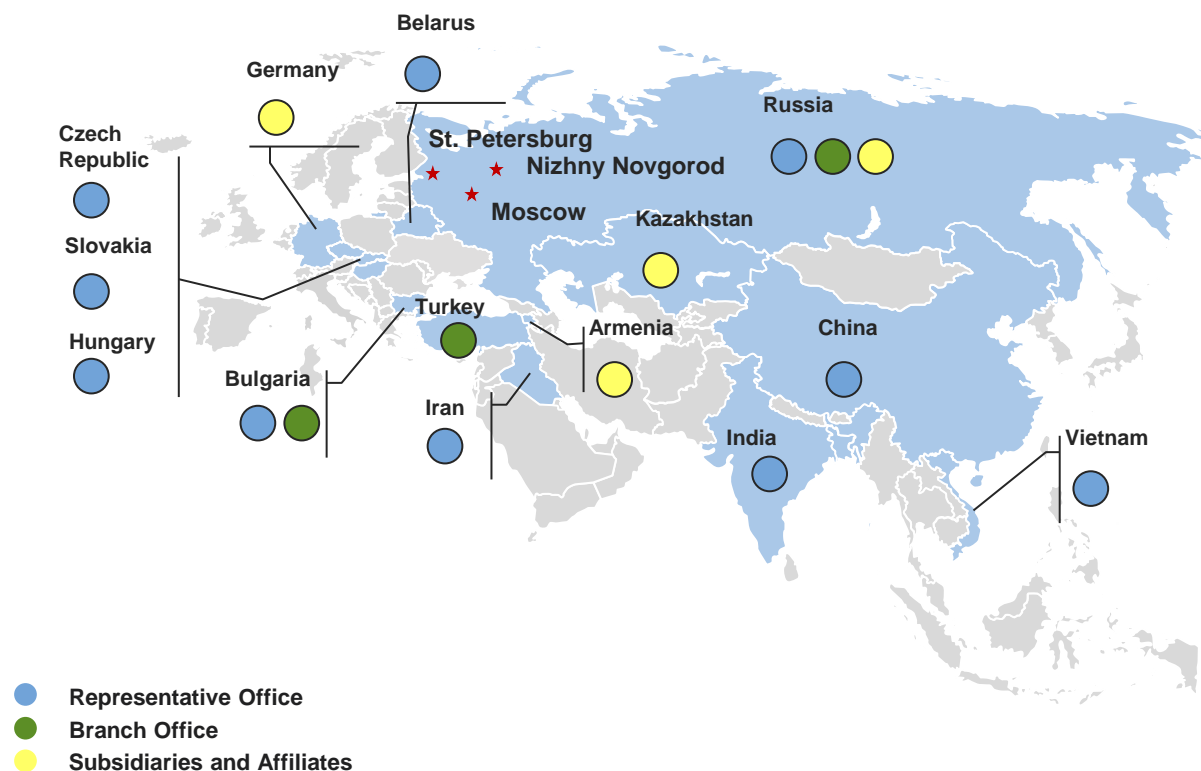 Belarus
Germany
Russia
Czech
Republic
St. Petersburg
Nizhny Novgorod
Moscow
Kazakhstan
Slovakia
Turkey
Armenia
China
Hungary
Bulgaria
Iran
India
Vietnam
Representative Office
Branch Office
Subsidiaries and Affiliates